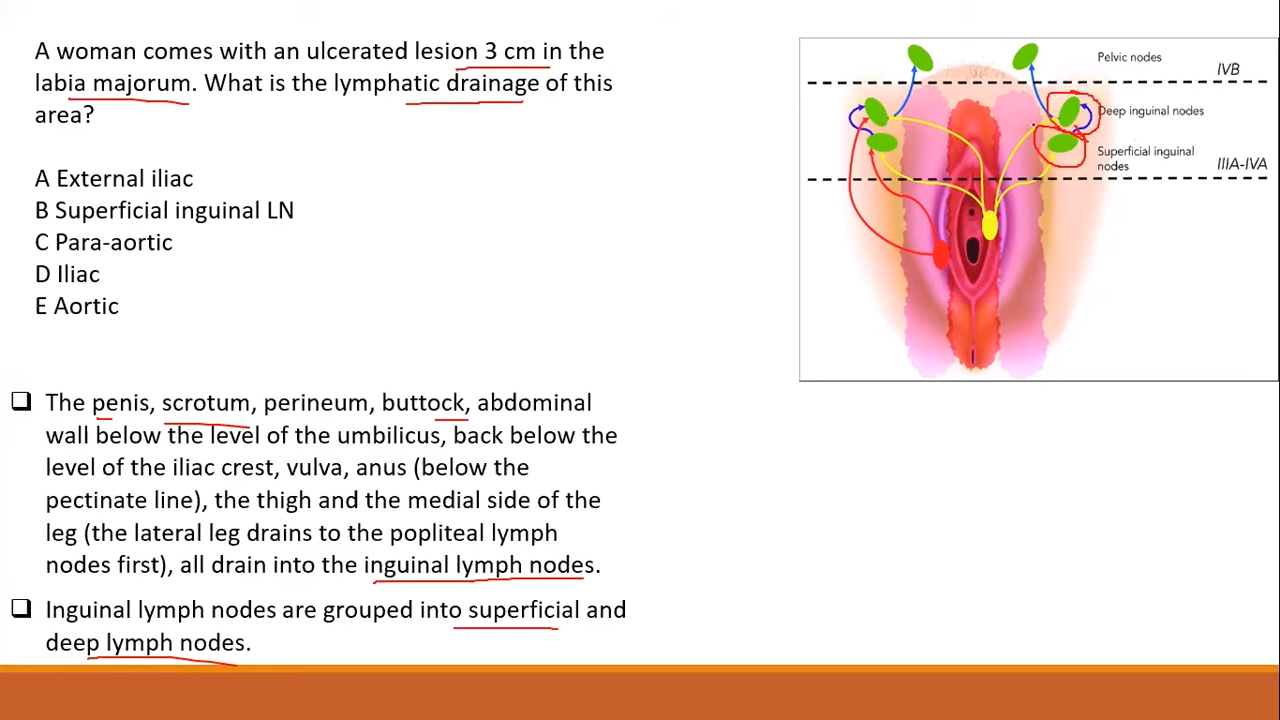 A woman comes with an ulcerated lesion 3 cm in the
labia majorum. What is the lymphatic drainage of this
area?
A External iliac
B Superficial inguinal LN
C Para-aortic
D Iliac
E Aortic
The penis, scrotum, perineum, buttock, abdominal
wall below the level of the umbilicus, back below the
level of the iliac crest, vulva, anus (below the
pectinate line), the thigh and the medial side of the
leg (the lateral leg drains to the popliteal lymph
nodes first), all drain into the inguinal lymph nodes.
Inguinal lymph nodes are grouped into superficial and
deep lymph nodes.
Pelvic nodes
IVB
Deep inguinal nodes
Superficial inguinal
nodes
IIIA-IVA